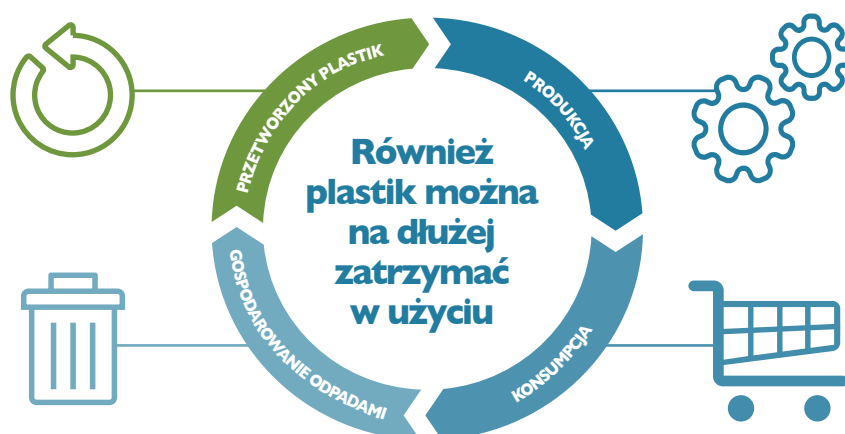 PRZETWORZONY PLASTIK
PRODUKCJA
Również
plastik można
na dłużej
zatrzymać
w użyciu
GOSPODAROWANIE ODPADAMI
KONSUMPCJA